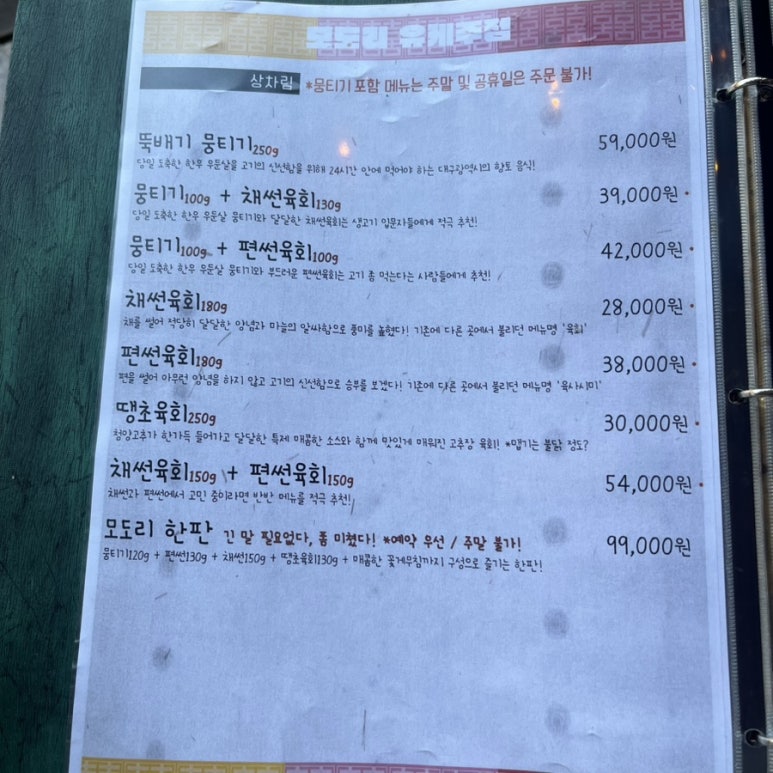 모도리 유케주점
상차림 *뭉티기 포함 메뉴는 주말 및 공휴일은 주문 불가!
뚝배기 뭉티기250g 59,000원
당일 도축한 한우 우둔살을 고기의 신선함을 위해 24시간 안에 먹어야 하는 대구광역시의 향토 음식!
뭉티기100g + 채썬육회130g 39,000원
당일 도축한 한우 우둔살 뭉티기와 달달한 채썬육회는 생고기 입문자들에게 적극 추천!
뭉티기100g + 편썬육회100g 42,000원
당일 도축한 한우 우둔살 뭉티기와 부드러운 편썬육회는 고기 좀 먹는다는 사람들에게 추천!
채썬육회180g 28,000원
채를 썰어 적당히 달달한 양념과 마늘의 알싸함으로 풍미를 높혔다! 기존에 다른 곳에서 불리던 메뉴명 '육회'
편썬육회180g 38,000원
편을 썰어 아무런 양념을 하지 않고 고기의 신선함으로 승부를 보겠다! 기존에 다른 곳에서 불리던 메뉴명 '육사시미'
땡초육회250g 30,000원
청양고추가 한가득 들어가고 달달한 특제 매콤한 소스와 함께 맛있게 매워진 고추장 육회! *맵기는 불닭 정도?
채썬육회150g + 편썬육회150g 54,000원
채썬과 편썬에서 고민 중이라면 반반 메뉴를 적극 추천!
모도리 한판 긴 말 필요없다, 폼 미쳤다! *예약 우선 / 주말 불가! 99,000원
뭉티기120g + 편썬130g + 채썬150g + 땡초육회130g + 매콤한 꽃게무침까지 구성으로 즐기는 한판!